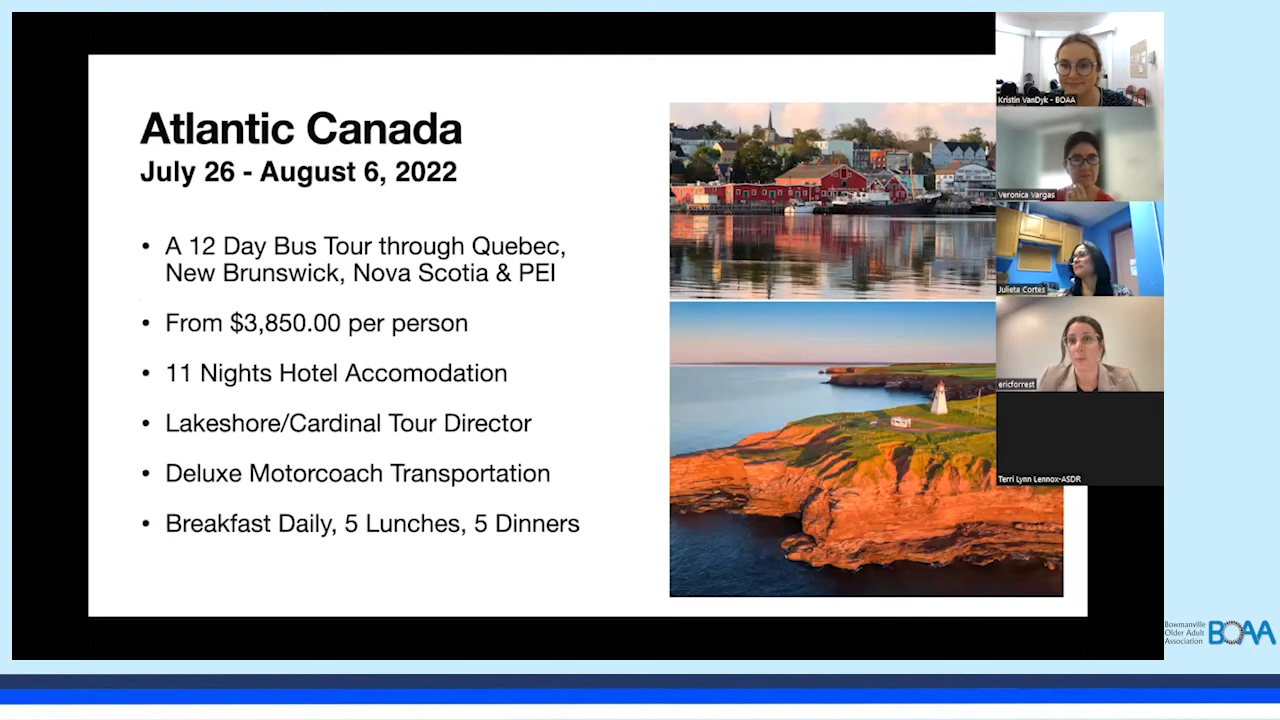 Atlantic Canada
July 26 - August 6, 2022
• A 12 Day Bus Tour through Quebec,
New Brunswick, Nova Scotia & PEI
• From $3,850.00 per person
• 11 Nights Hotel Accomodation
• Lakeshore/Cardinal Tour Director
• Deluxe Motorcoach Transportation
• Breakfast Daily, 5 Lunches, 5 Dinners
Kristin VanDyk - BOAA
Veronica Vargas
Julieta Cortes
ericforrest
Terri Lynn Lennox-ASDR
Bowmanville
Older Adult
Association
BOAA